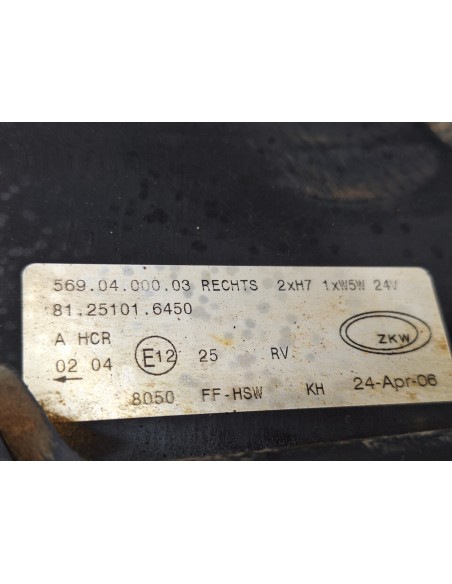 569.04.000.03 RECHTS 2xH7 1xW5W 24V
81.25101.6450
A HCR
ZKW
02 04 E12 25 RV
8050 FF-HSW KH 24-Apr-06